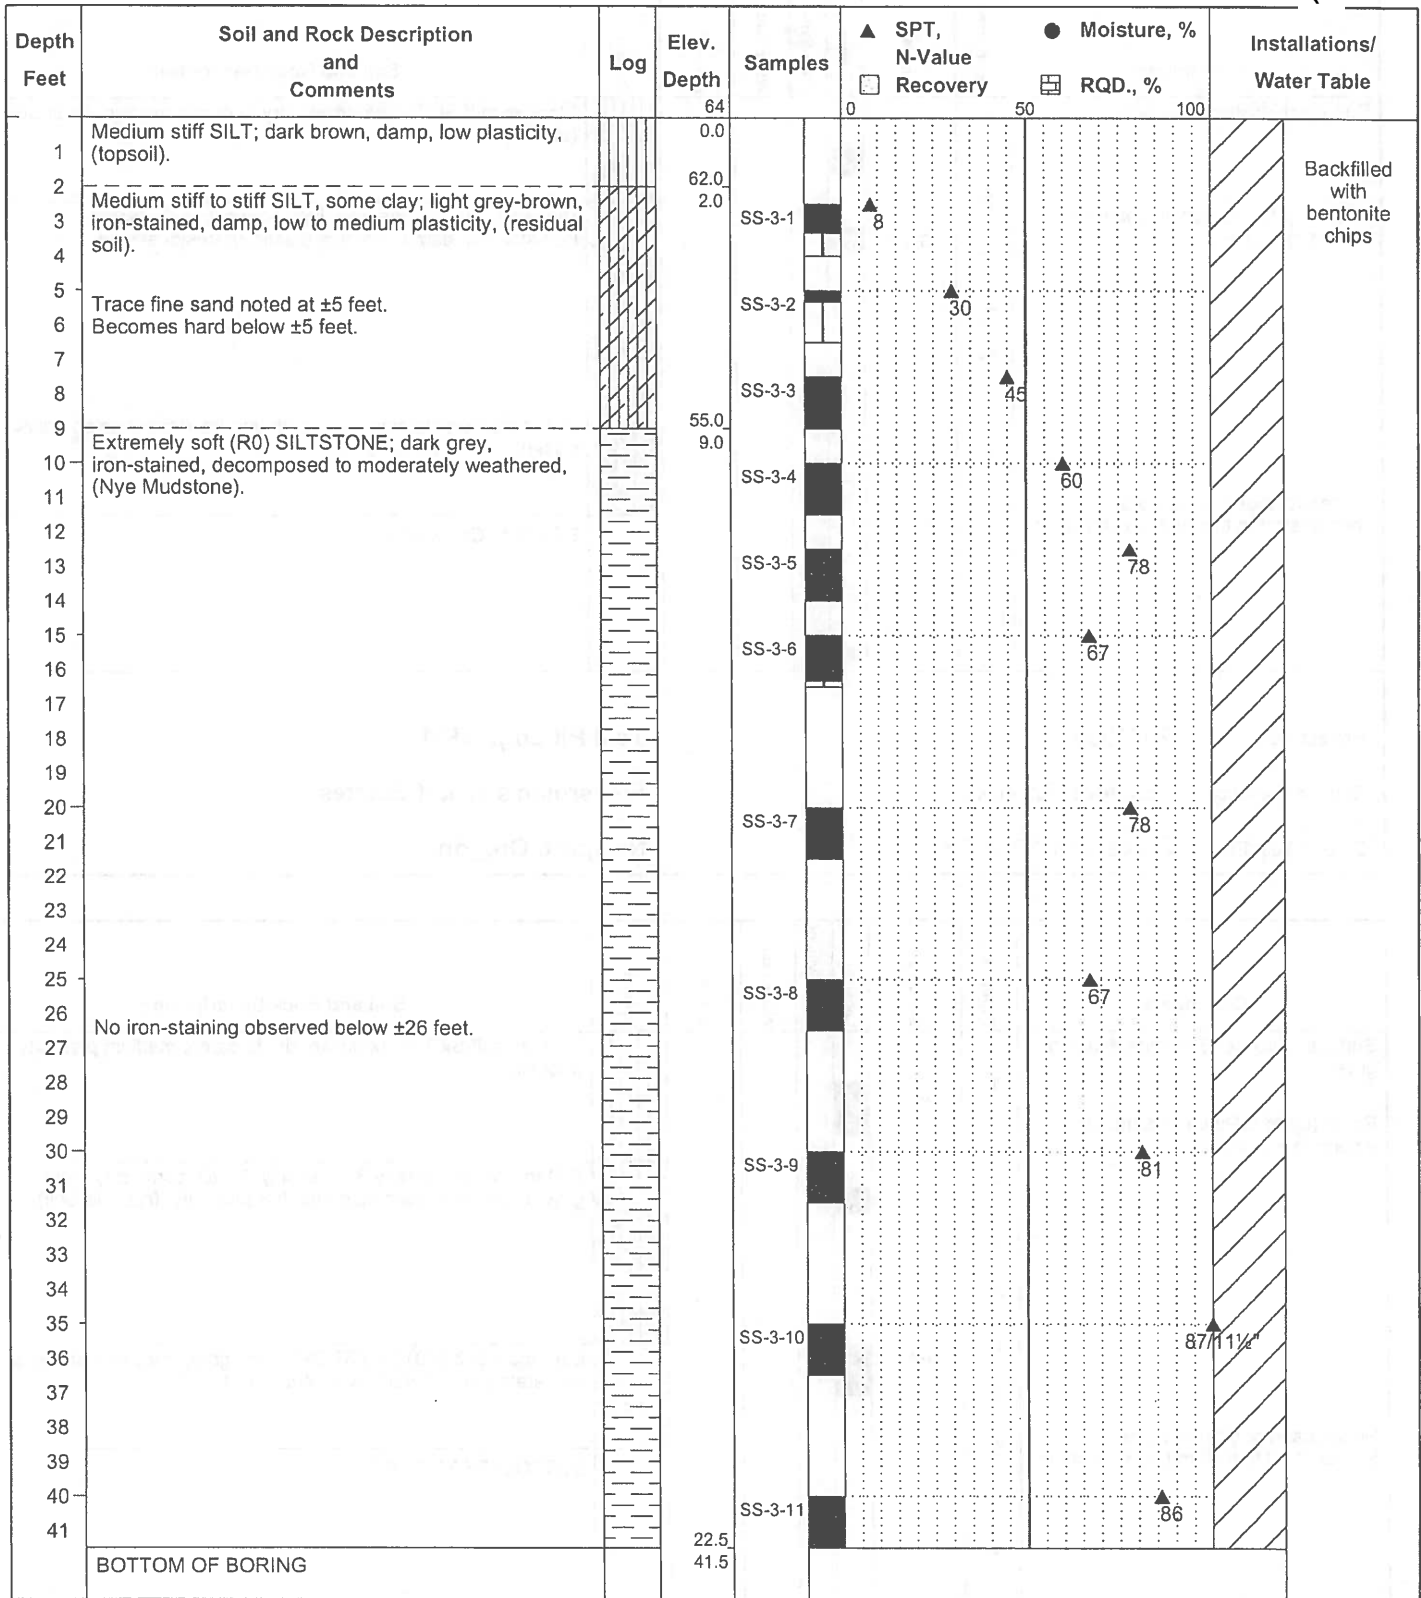 Depth
Feet
Soil and Rock Description
and
Comments
Log
Elev.
Depth
64
Samples
▲ SPT,
N-Value
Recovery
● Moisture, %
RQD., %
0 50 100
Installations/
Water Table
0.0
Medium stiff SILT; dark brown, damp, low plasticity,
(topsoil).
1
2
62.0
2.0
Medium stiff to stiff SILT, some clay; light grey-brown,
iron-stained, damp, low to medium plasticity, (residual
soil).
SS-3-1
8
Backfilled
with
bentonite
chips
3
4
5
Trace fine sand noted at ±5 feet.
Becomes hard below ±5 feet.
SS-3-2
30
6
7
8
SS-3-3
45
9
55.0
9.0
Extremely soft (R0) SILTSTONE; dark grey,
iron-stained, decomposed to moderately weathered,
(Nye Mudstone).
10
SS-3-4
60
11
12
13
SS-3-5
78
14
15
SS-3-6
67
16
17
18
19
20
SS-3-7
78
21
22
23
24
25
SS-3-8
67
26
No iron-staining observed below ±26 feet.
27
28
29
30
SS-3-9
81
31
32
33
34
35
SS-3-10
87/11½"
36
37
38
39
40
SS-3-11
86
41
22.5
41.5
BOTTOM OF BORING